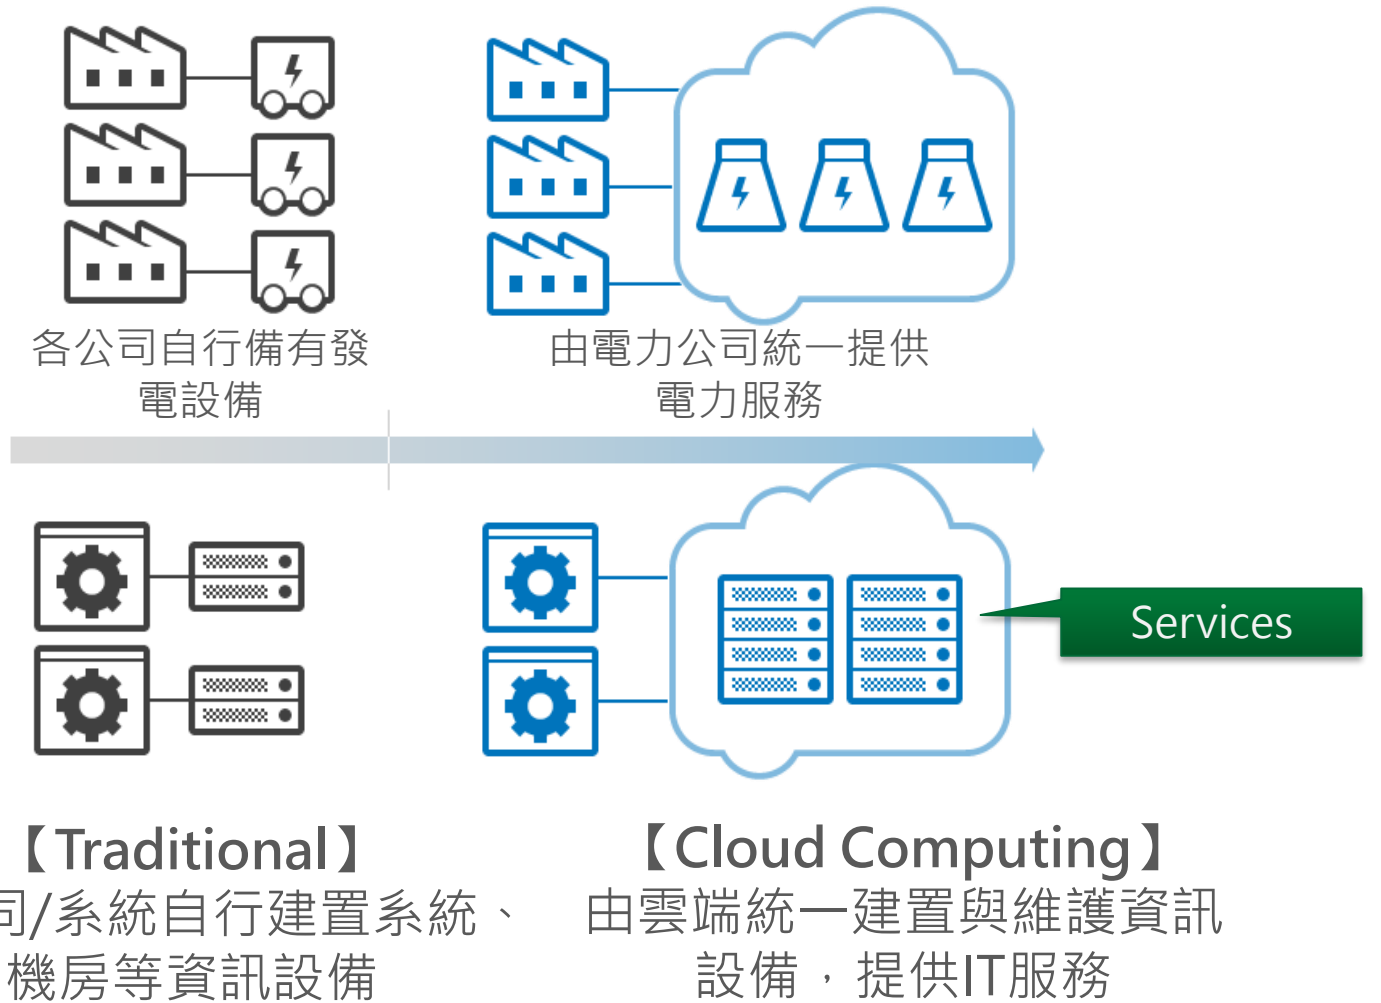 各公司自行備有發
電設備
由電力公司統一提供
電力服務
Services
【Traditional】
司/系統自行建置系統、
機房等資訊設備
【Cloud Computing】
由雲端統一建置與維護資訊
設備，提供IT服務